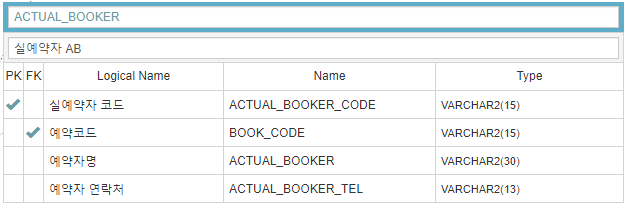 ACTUAL_BOOKER
실예약자 AB
PK FK Logical Name Name Type
실예약자 코드 ACTUAL_BOOKER_CODE VARCHAR2(15)
예약코드 BOOK_CODE VARCHAR2(15)
예약자명 ACTUAL_BOOKER VARCHAR2(30)
예약자 연락처 ACTUAL_BOOKER_TEL VARCHAR2(13)